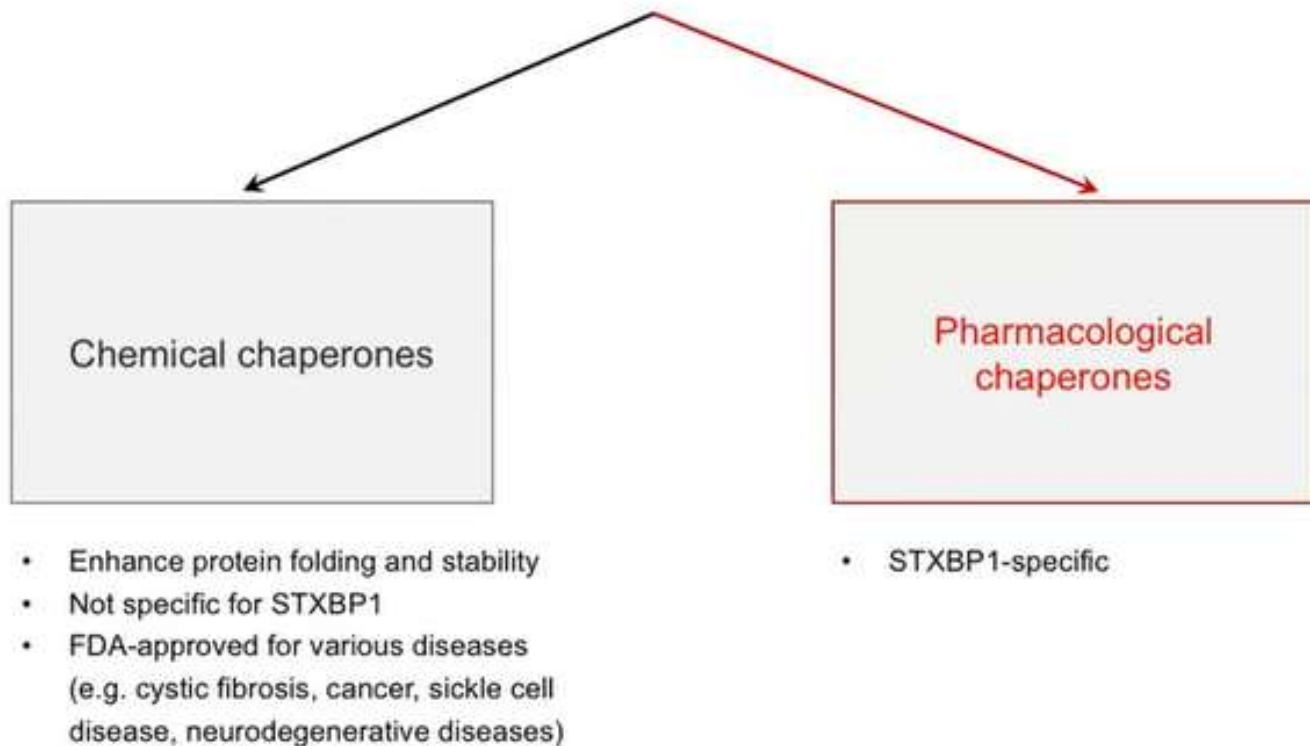 Chemical chaperones
Pharmacological
chaperones
• Enhance protein folding and stability
• Not specific for STXBP1
• FDA-approved for various diseases
(e.g. cystic fibrosis, cancer, sickle cell
disease, neurodegenerative diseases)
• STXBP1-specific